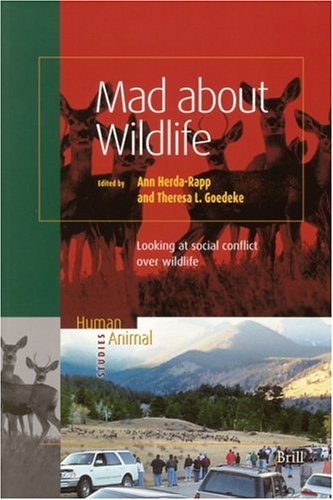 Mad about
Wildlife
Edited by Ann Herda-Rapp
and Theresa L. Goedeke
Looking at social conflict
over wildlife
Human
STUDIES Animal
Brill